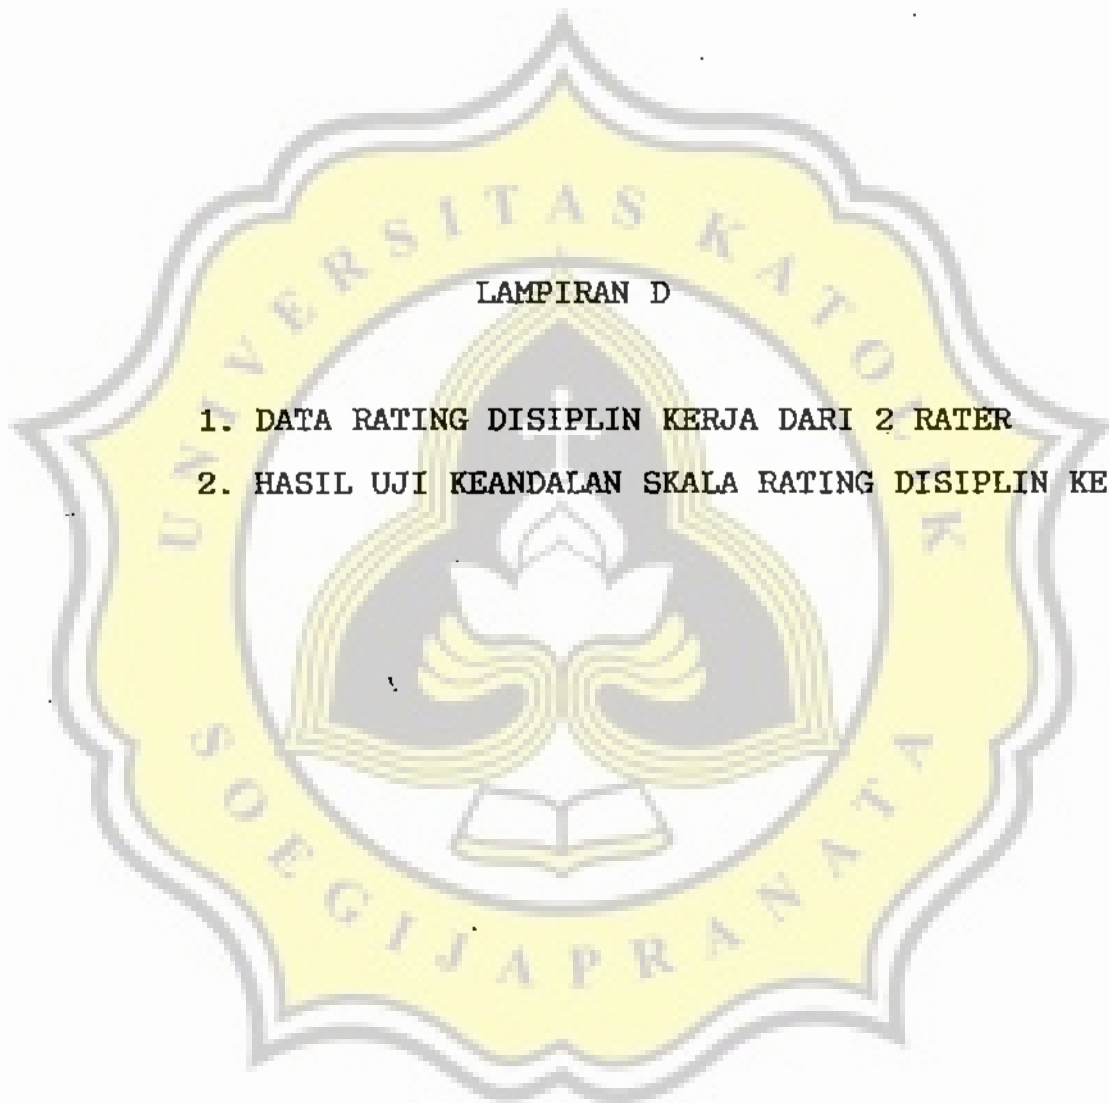 UNIVERSITAS KATOLIK
LAMPIRAN D
1. DATA RATING DISIPLIN KERJA DARI 2 RATER
2. HASIL UJI KEANDALAN SKALA RATING DISIPLIN KE
SOEGIJAPRANATA